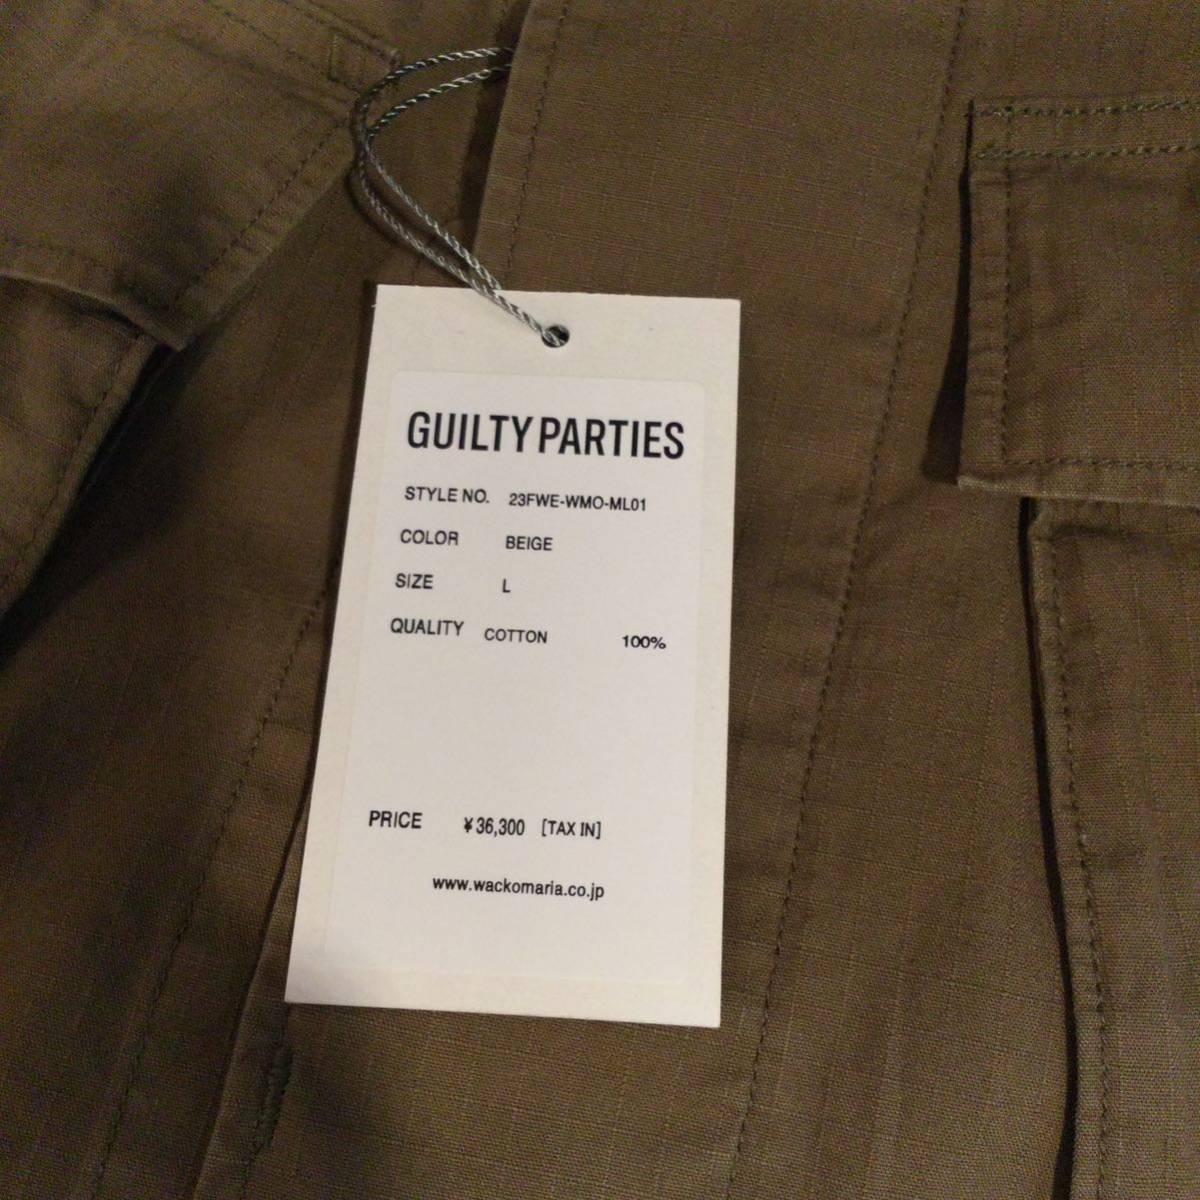 GUILTY PARTIES
STYLE NO. 23FWE-WMO-ML01
COLOR BEIGE
SIZE L
QUALITY COTTON 100%
PRICE ¥36,300 [TAX IN]
www.wackomaria.co.jp